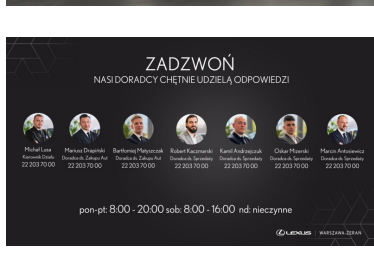 ZADZWOŃ
NASI DORADCY CHĘTNIE UDZIELĄ ODPOWIEDZI
Michał Lusa Mariusz Drapiński Bartłomiej Matyszczak Robert Kaczmarski Kamil Andrzejczuk Oskar Mizerski Marcin Antosiewicz
Kierownik Działu Doradca ds. Zakupu Aut Doradca ds. Zakupu Aut Doradca ds. Sprzedaży Doradca ds. Sprzedaży Doradca ds. Sprzedaży Doradca ds. Sprzedaży
22 203 70 00 22 203 70 00 22 203 70 00 22 203 70 00 22 203 70 00 22 203 70 00 22 203 70 00
pon-pt: 8:00 - 20:00 sob: 8:00 - 16:00 nd: nieczynne
LEXUS WARSZAWA-ŻERAŃ